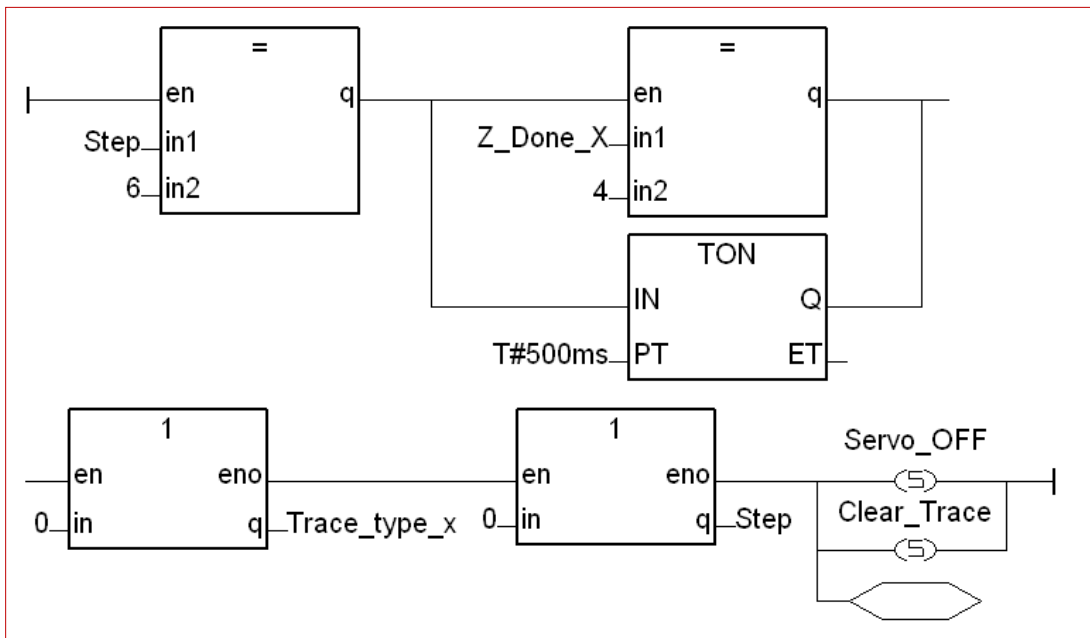 = =
en q en q
Step in1 Z_Done_X in1
6 in2 4 in2
TON
IN Q
T#500ms PT ET
1 1 Servo_OFF
en eno en eno S
0 in q Trace_type_x 0 in q Step Clear_Trace
S